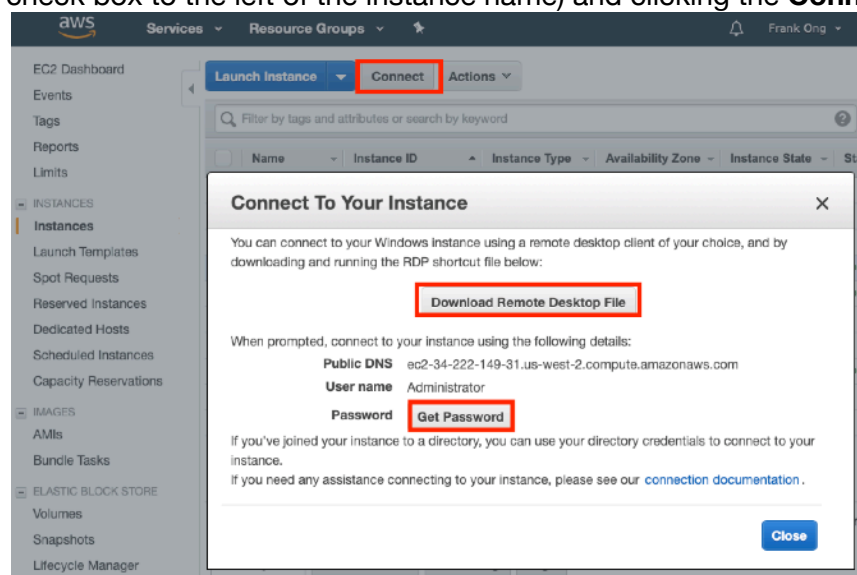 check box to the left of the instance name) and clicking the
aws Services Resource Groups Frank Ong
EC2 Dashboard
Events
Tags
Reports
Limits
INSTANCES
Instances
Launch Templates
Spot Requests
Reserved Instances
Dedicated Hosts
Scheduled Instances
Capacity Reservations
IMAGES
AMIs
Bundle Tasks
ELASTIC BLOCK STORE
Volumes
Snapshots
Lifecycle Manager
Launch Instance Connect Actions
Filter by tags and attributes or search by keyword
Name Instance ID Instance Type Availability Zone Instance State
Connect To Your Instance
You can connect to your Windows instance using a remote desktop client of your choice, and by
downloading and running the RDP shortcut file below:
Download Remote Desktop File
When prompted, connect to your instance using the following details:
Public DNS ec2-34-222-149-31.us-west-2.compute.amazonaws.com
User name Administrator
Password Get Password
If you've joined your instance to a directory, you can use your directory credentials to connect to your
instance.
If you need any assistance connecting to your instance, please see our connection documentation.
Close